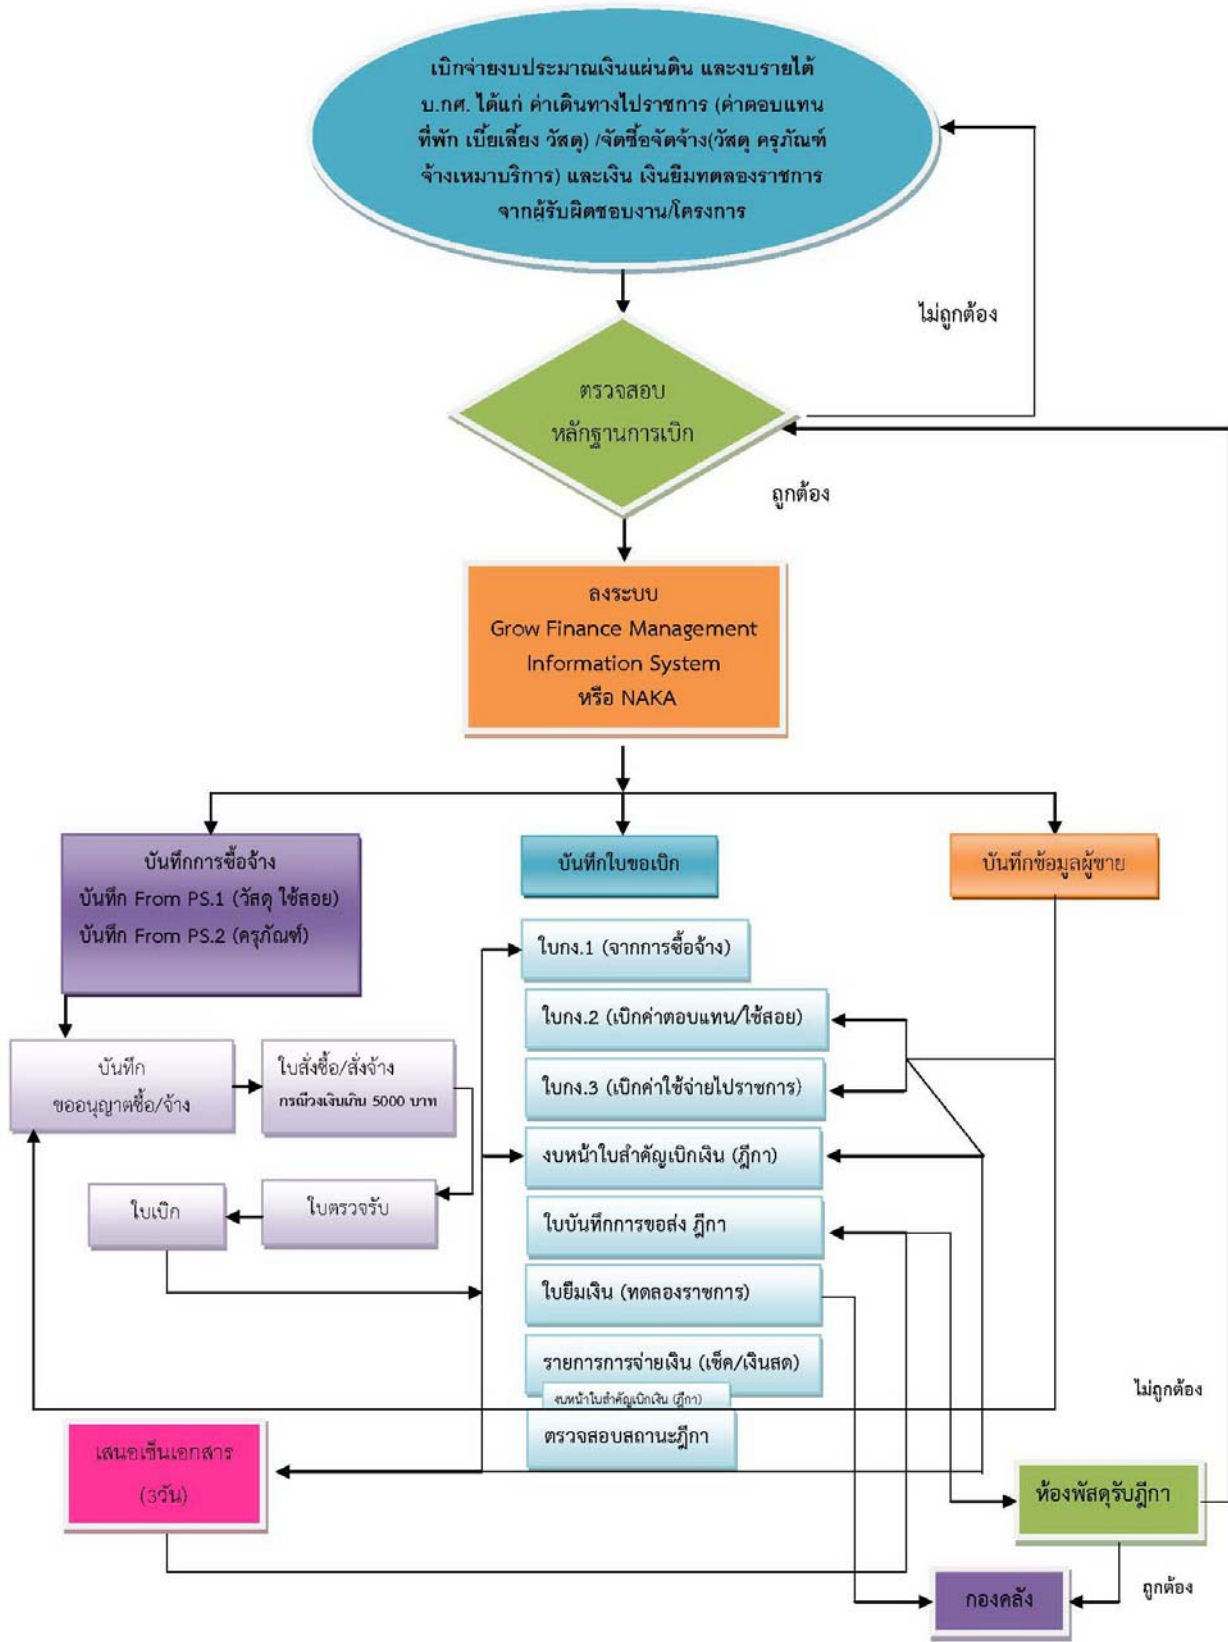 เบิกจ่ายงบประมาณเงินแผ่นดิน และงบรายได้
บ.กศ. ได้แก่ ค่าเดินทางไปราชการ (ค่าตอบแทน
ที่พัก เบี้ยเลี้ยง วัสดุ) /จัดซื้อจัดจ้าง(วัสดุ ครุภัณฑ์
จ้างเหมาบริการ) และเงิน เงินยืมทดลองราชการ
จากผู้รับผิดชอบงาน/โครงการ
ไม่ถูกต้อง
ตรวจสอบ
หลักฐานการเบิก
ถูกต้อง
ลงระบบ
Grow Finance Management
Information System
หรือ NAKA
บันทึกการซื้อจ้าง
บันทึก From PS.1 (วัสดุ ใช้สอย)
บันทึก From PS.2 (ครุภัณฑ์)
บันทึกใบขอเบิก
บันทึกข้อมูลผู้ขาย
ใบกง.1 (จากการซื้อจ้าง)
ใบกง.2 (เบิกค่าตอบแทน/ใช้สอย)
บันทึก
ขออนุญาตซื้อ/จ้าง
ใบสั่งซื้อ/สั่งจ้าง
กรณีวงเงินเกิน 5000 บาท
ใบกง.3 (เบิกค่าใช้จ่ายไปราชการ)
งบหน้าใบสำคัญเบิกเงิน (ฎีกา)
ใบเบิก
ใบตรวจรับ
ใบบันทึกการขอส่ง ฎีกา
ใบยืมเงิน (ทดลองราชการ)
รายการการจ่ายเงิน (เช็ค/เงินสด)
งบหน้าใบสำคัญเบิกเงิน (ฎีกา)
ตรวจสอบสถานะฎีกา
ไม่ถูกต้อง
เสนอเซ็นเอกสาร
(3วัน)
ห้องพัสดุรับฎีกา
ถูกต้อง
กองคลัง